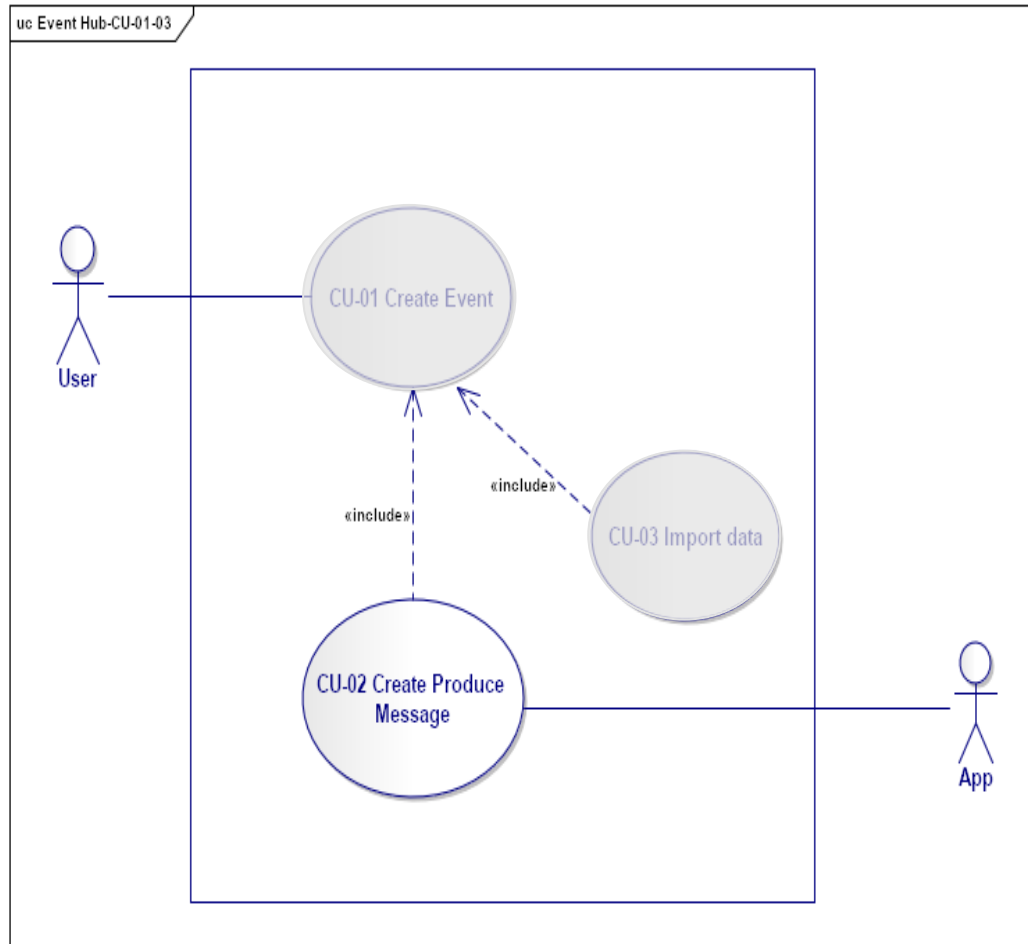 uc Event Hub-CU-01-03
CU-01 Create Event
User
«include»
«include»
CU-03 Import data
CU-02 Create Produce
Message
App